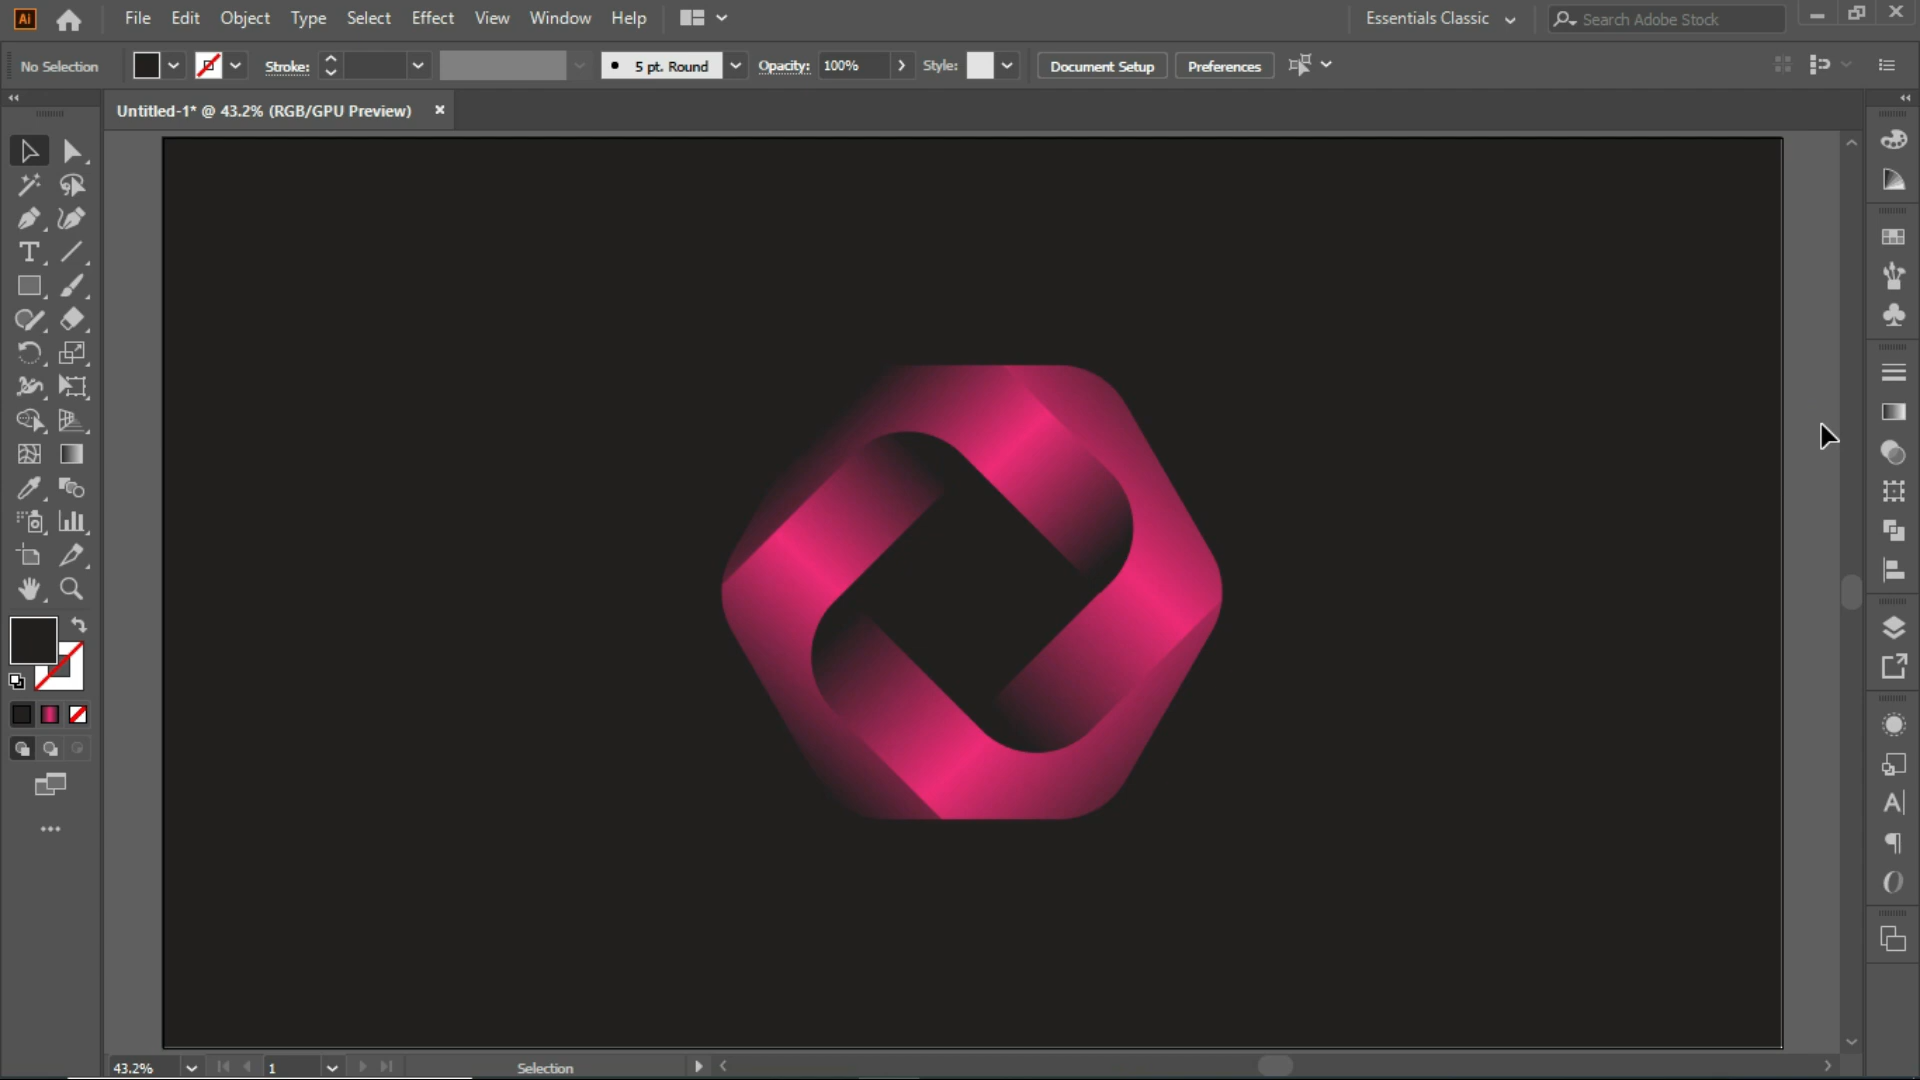 Ai File Edit Object Type Select Effect View Window Help Essentials Classic Search Adobe Stock
No Selection Stroke: 5 pt. Round Opacity: 100% Style: Document Setup Preferences
Untitled-1* @ 43.2% (RGB/GPU Preview)
43.2% 1 Selection